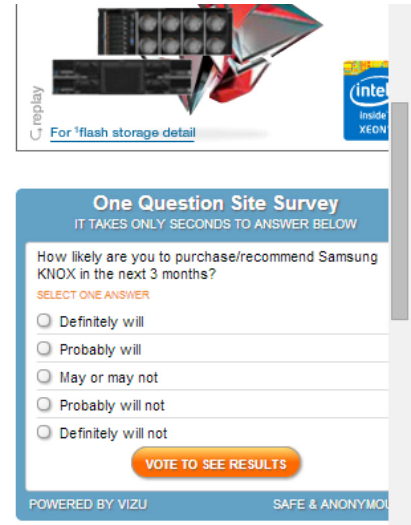 replay
For ¹flash storage detail
inside
XEON
One Question Site Survey
IT TAKES ONLY SECONDS TO ANSWER BELOW
How likely are you to purchase/recommend Samsung
KNOX in the next 3 months?
SELECT ONE ANSWER
Definitely will
Probably will
May or may not
Probably will not
Definitely will not
VOTE TO SEE RESULTS
POWERED BY VIZU
SAFE & ANONYMOU